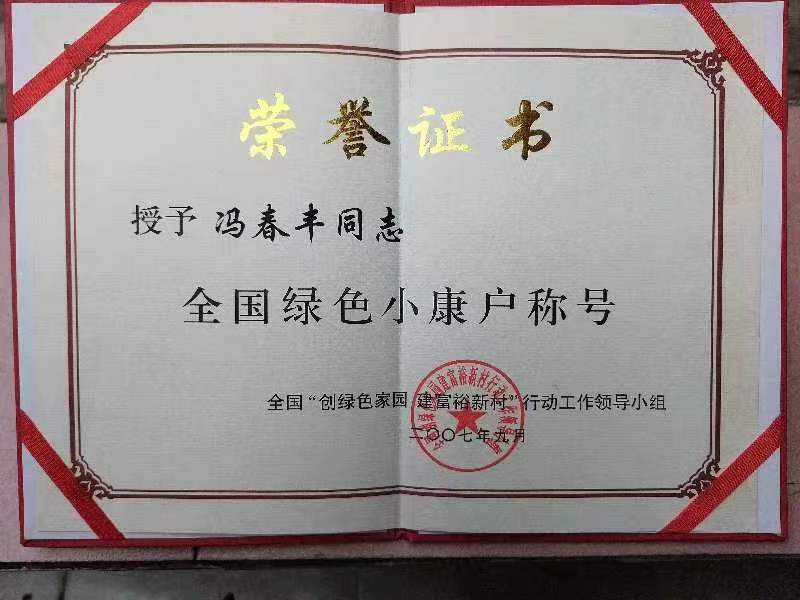 荣誉证书
授予 冯春丰同志
全国绿色小康户称号
全国“创绿色家园 建富裕新村”行动工作领导小组
二〇〇七年九月